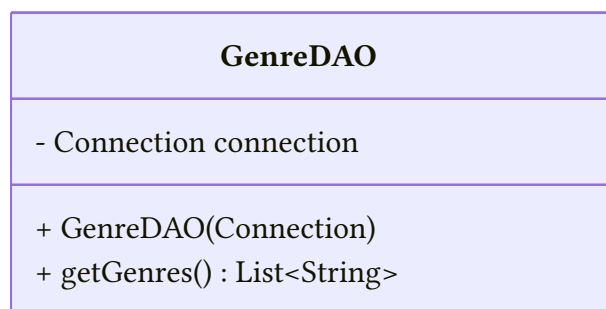 GenreDAO
- Connection connection
+ GenreDAO(Connection)
+ getGenres() : List<String>